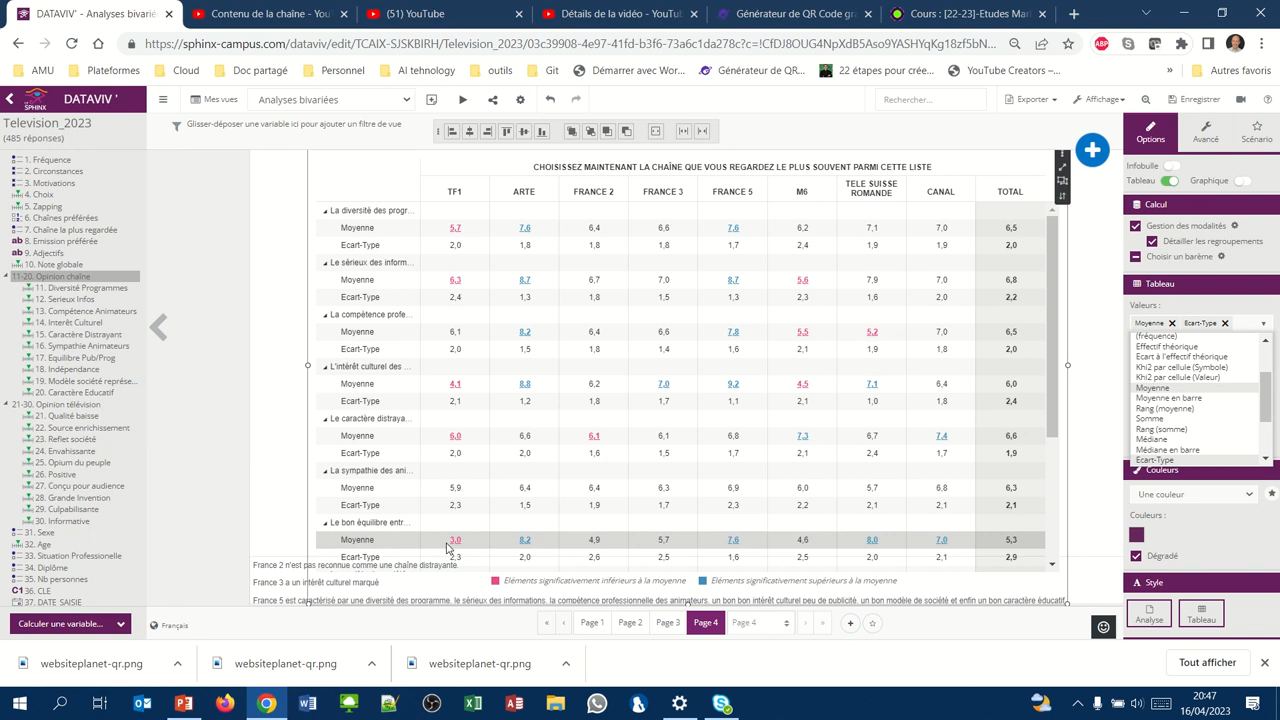 DATAVIV' - Analyses bivariées
Contenu de la chaîne - YouTube
(51) YouTube
Détails de la vidéo - YouTube
Générateur de QR Code gra
Cours : [22-23]-Etudes Mark
https://sphinx-campus.com/dataviv/edit/
AMU
Plateformes
Cloud
Doc partagé
Personnel
AI tehnology
outils
Git
Démarrer avec Wor...
Générateur de QR...
22 étapes pour crée...
YouTube Creators –...
Autres favoris
LE SPHINX
DATAVIV '
Mes vues
Analyses bivariées
Rechercher...
Exporter
Affichage
Enregistrer
Television_2023
(485 réponses)
Glisser-déposer une variable ici pour ajouter un filtre de vue
Options
Avancé
Scénario
1. Fréquence
2. Circonstances
3. Motivations
4. Choix
5. Zapping
6. Chaînes préférées
7. Chaîne la plus regardée
8. Emission préférée
9. Adjectifs
10. Note globale
11-20. Opinion chaîne
11. Diversité Programmes
12. Serieux Infos
13. Compétence Animateurs
14. Interêt Culturel
15. Caractère Distrayant
16. Sympathie Animateurs
17. Equilibre Pub/Prog
18. Indépendance
19. Modèle société représe...
20. Caractère Educatif
21-30. Opinion télévision
21. Qualité baisse
22. Source enrichissement
23. Reflet société
24. Envahissante
25. Opium du peuple
26. Positive
27. Conçu pour audience
28. Grande Invention
29. Culpabilisante
30. Informative
31. Sexe
32. Age
33. Situation Professionelle
34. Diplôme
35. Nb personnes
36. CLE
37. DATE_SAISIE
Calculer une variable...
CHOISISSEZ MAINTENANT LA CHAÎNE QUE VOUS REGARDEZ LE PLUS SOUVENT PARMI CETTE LISTE
TF1 ARTE FRANCE 2 FRANCE 3 FRANCE 5 M6 TELE SUISSE ROMANDE CANAL TOTAL
La diversité des progr...
Moyenne 5,7 7,6 6,4 6,6 7,6 6,2 7,1 7,0 6,5
Ecart-Type 2,0 1,8 1,8 1,8 1,7 2,4 1,9 1,9 2,0
Le sérieux des inform...
Moyenne 6,3 8,7 6,7 7,0 8,7 5,6 7,9 7,0 6,8
Ecart-Type 2,4 1,3 1,8 1,5 1,3 2,3 1,6 2,0 2,2
La compétence profe...
Moyenne 6,1 8,2 6,4 6,4 7,8 5,5 5,2 7,0 6,5
Ecart-Type 2,0 1,5 1,8 1,4 1,6 2,1 1,9 1,8 2,0
L'intérêt culturel des ...
Moyenne 4,1 8,8 6,2 7,0 9,2 4,5 7,1 6,4 6,0
Ecart-Type 2,1 1,2 1,8 1,7 1,1 2,1 1,7 2,0 2,4
Le caractère distraya...
Moyenne 6,0 6,6 6,1 6,1 6,8 7,3 6,7 7,4 6,6
Ecart-Type 2,0 2,0 1,6 1,5 1,7 2,0 2,4 1,7 1,9
La sympathie des ani...
Moyenne 5,9 6,4 6,4 6,3 6,9 6,0 5,7 6,8 6,3
Ecart-Type 2,3 1,5 1,9 1,7 2,3 2,2 2,4 1,8 2,1
Le bon équilibre entr...
Moyenne 3,0 8,2 4,9 5,7 7,6 4,6 8,0 7,0 5,3
Ecart-Type 2,3 2,0 2,6 2,5 1,6 2,5 2,0 2,1 2,9
France 2 n'est pas reconnue comme une chaîne distrayante.
France 3 a un intérêt culturel marqué
Eléments significativement inférieurs à la moyenne
Eléments significativement supérieurs à la moyenne
France 5 est caractérisé par une diversité des programme, le sérieux des informations, la compétence professionnelle des animateurs, un bon bon intérêt culturel peu de publicité, un bon modèle de société et enfin un bon caractère éducatif
Infobulle
Tableau
Graphique
Calcul
Gestion des modalités
Détailler les regroupements
Choisir un barème
Tableau
Valeurs :
Moyenne
Ecart-Type
(fréquence)
Effectif théorique
Ecart à l'effectif théorique
Khi2 par cellule (Symbole)
Khi2 par cellule (Valeur)
Moyenne
Moyenne en barre
Rang (moyenne)
Somme
Rang (somme)
Médiane
Médiane en barre
Ecart-Type
Couleurs
Une couleur
Couleurs :
Dégradé
Style
Analyse
Tableau
Français
« ‹ Page 1 Page 2 Page 3 Page 4 Page 4 › »
websiteplanet-qr.png
websiteplanet-qr.png
websiteplanet-qr.png
Tout afficher
20:47
16/04/2023